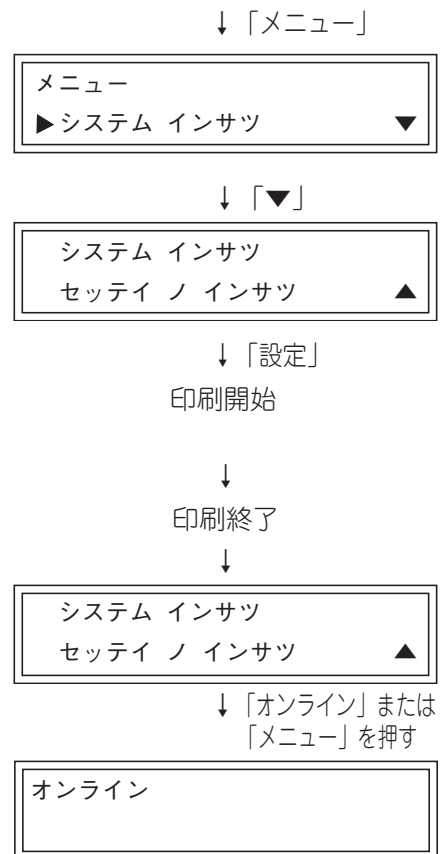 ↓「メニュー」
メニュー
▶システム インサツ ▼
↓「▼」
システム インサツ
セッテイ ノ インサツ ▲
↓「設定」
印刷開始
↓
印刷終了
↓
システム インサツ
セッテイ ノ インサツ ▲
↓「オンライン」または
「メニュー」を押す
オンライン